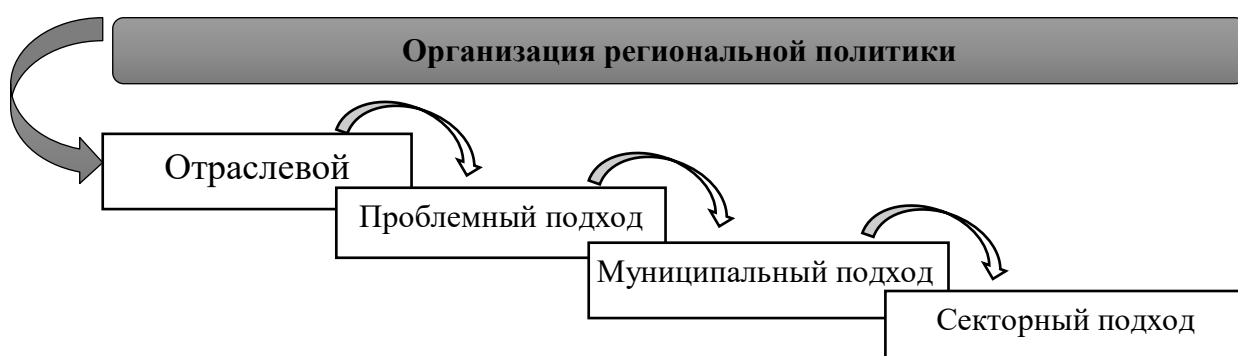 Организация региональной политики
Отраслевой
Проблемный подход
Муниципальный подход
Секторный подход